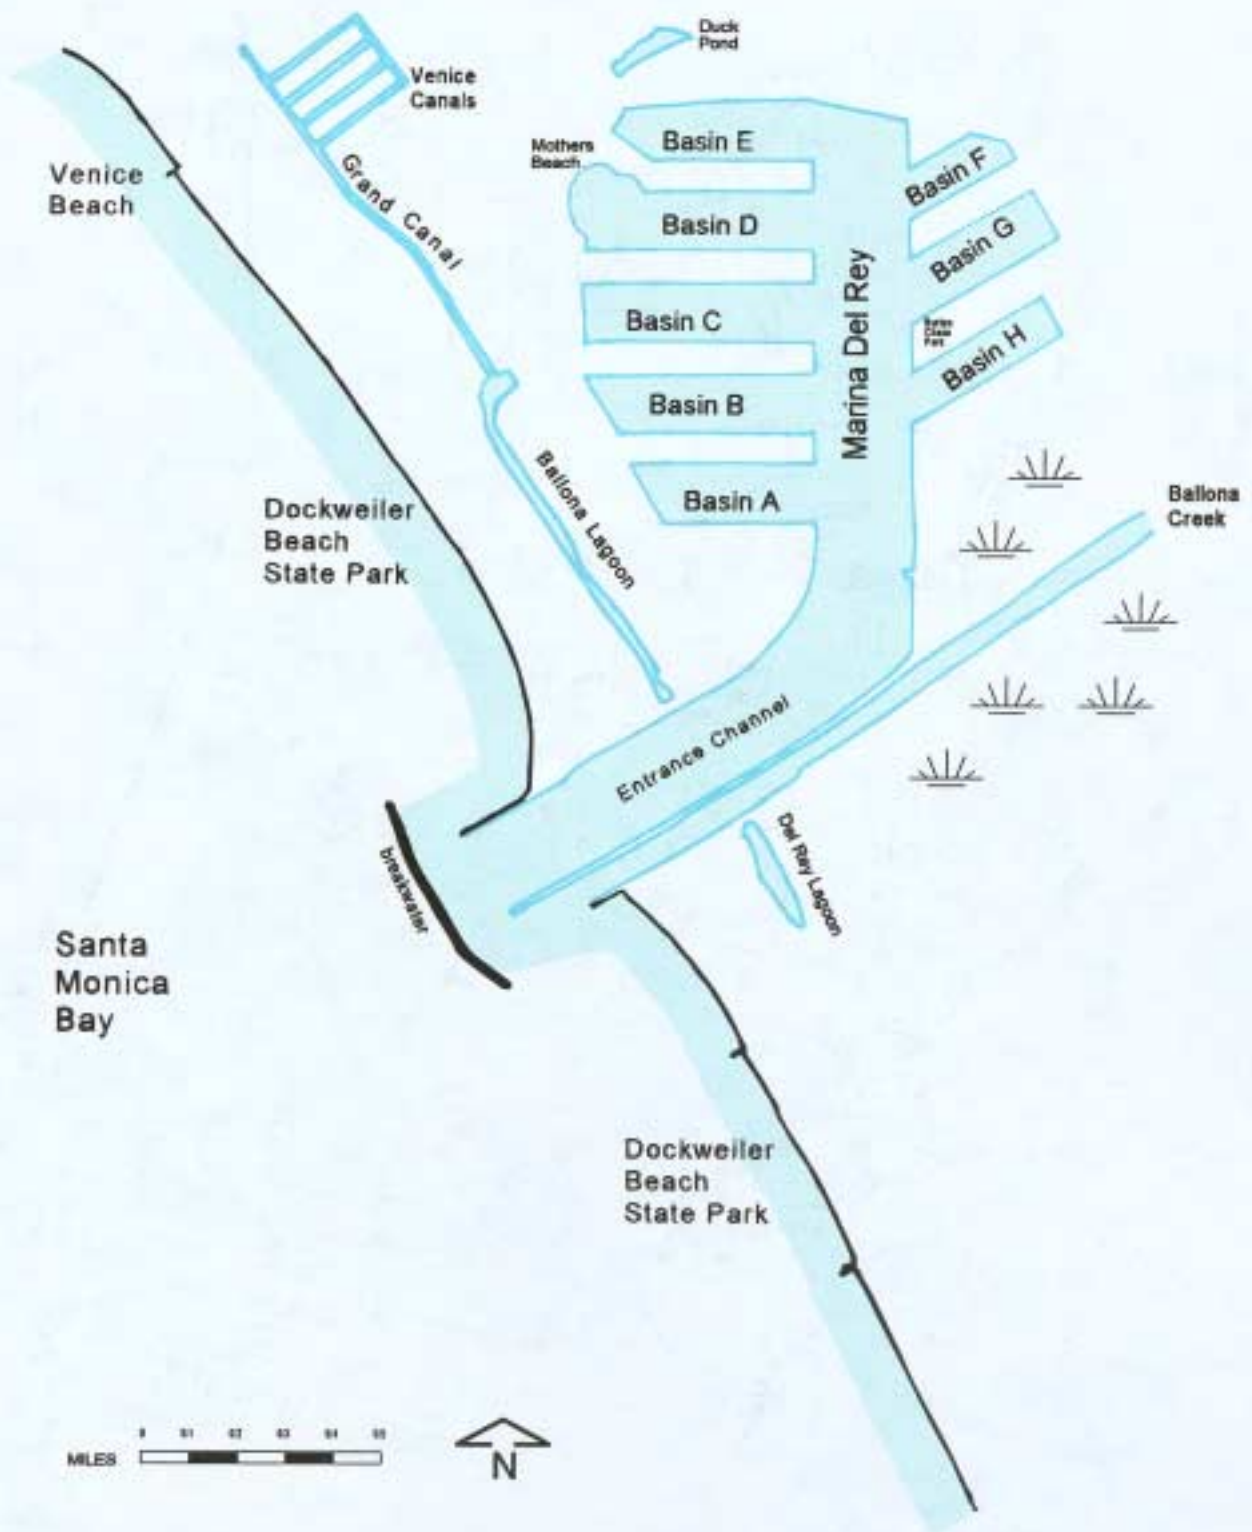 Duck
Pond
Venice
Canals
Basin E
Mothers
Beach
Venice
Beach
Grand Canal
Basin F
Basin D
Basin G
Marina Del Rey
Basin C
Basin H
Basin B
Ballona Lagoon
Basin A
Ballona
Creek
Dockweiler
Beach
State Park
Entrance Channel
Del Rey Lagoon
breakwater
Santa
Monica
Bay
Dockweiler
Beach
State Park
MILES
N